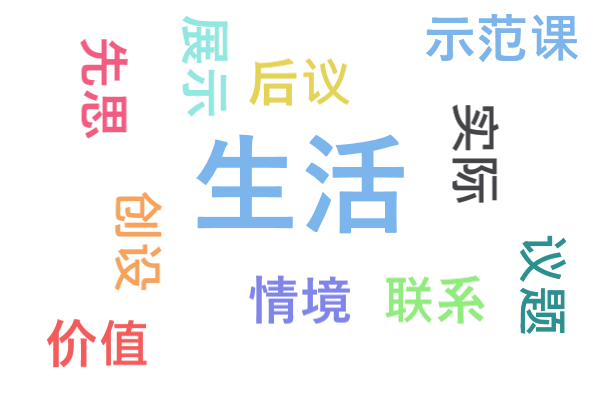 示范课
展示
先思
后议
实际
生活
创设
议题
情境
联系
价值